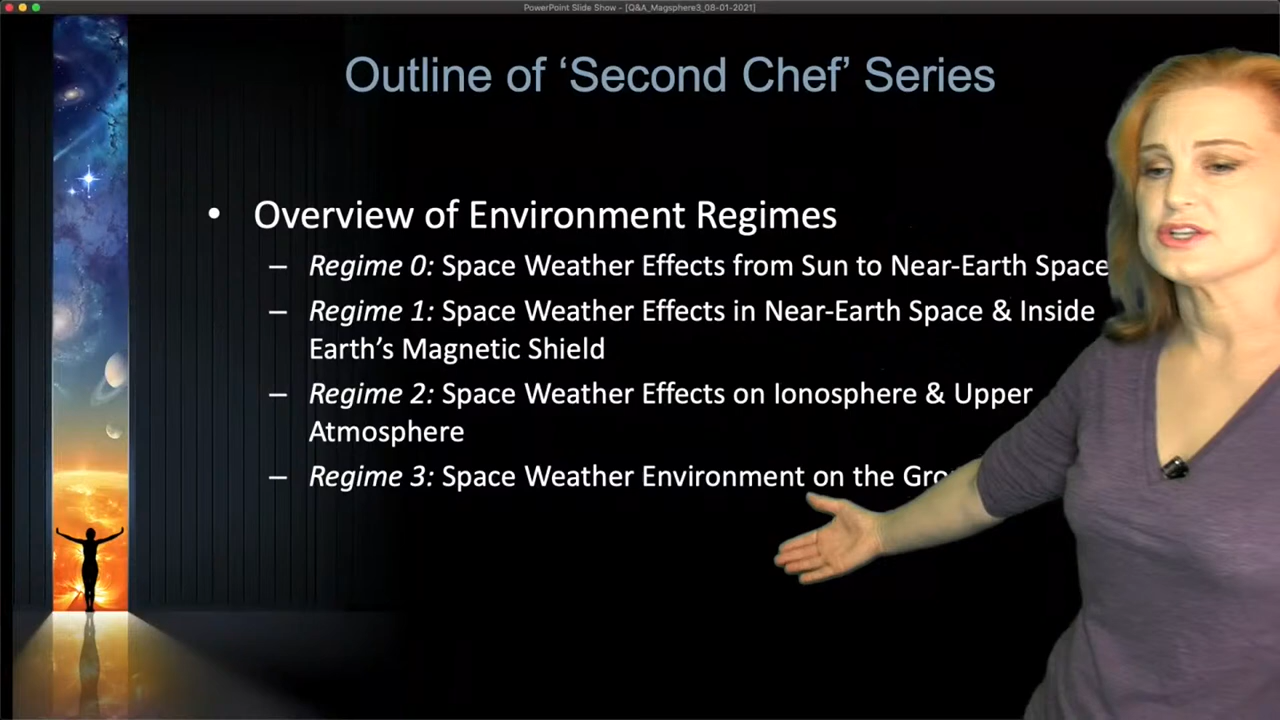 PowerPoint Slide Show - [Q&A_Magsphere3_08-01-2021]
Outline of ‘Second Chef’ Series
• Overview of Environment Regimes
– Regime 0: Space Weather Effects from Sun to Near-Earth Space
– Regime 1: Space Weather Effects in Near-Earth Space & Inside
Earth’s Magnetic Shield
– Regime 2: Space Weather Effects on Ionosphere & Upper
Atmosphere
– Regime 3: Space Weather Environment on the